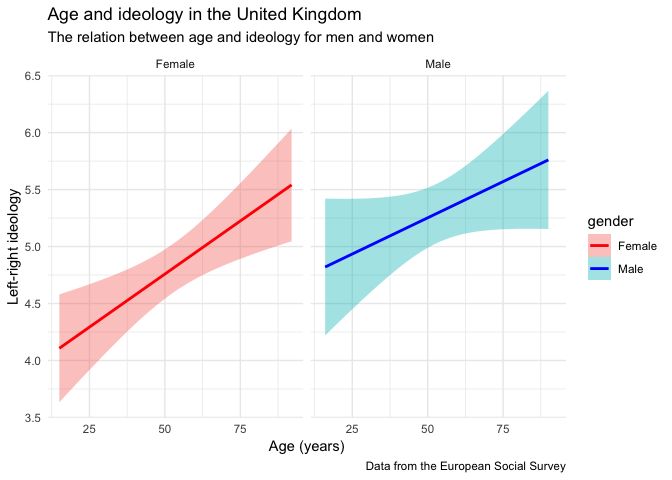 Age and ideology in the United Kingdom
The relation between age and ideology for men and women
Female
Male
6.5
6.0
5.5
5.0
4.5
4.0
3.5
Left-right ideology
25
50
75
25
50
75
Age (years)
gender
Female
Male
Data from the European Social Survey